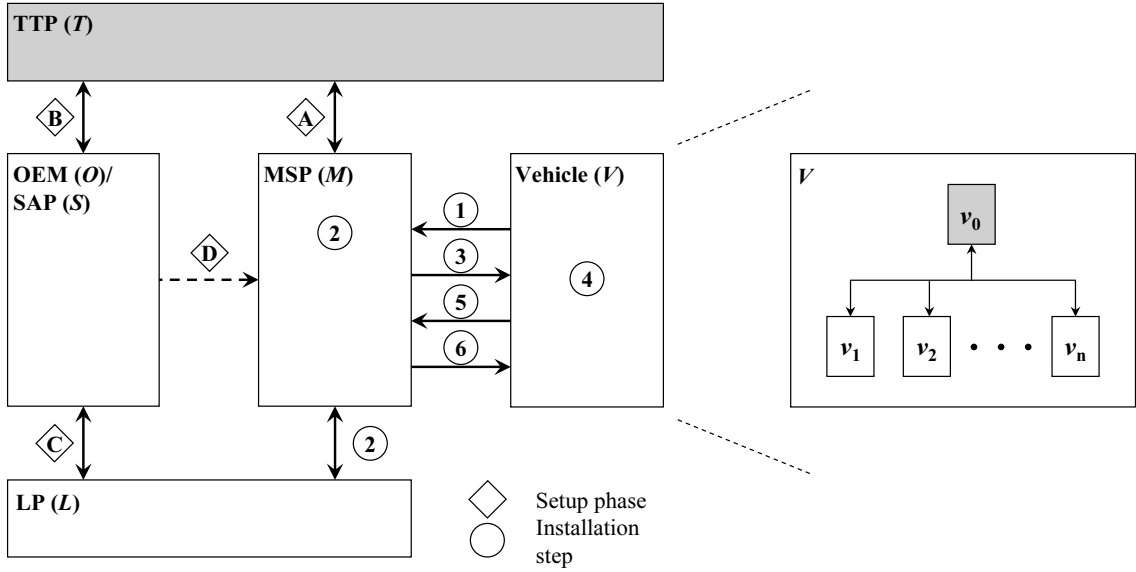 TTP (T)
B
A
OEM (O)/
SAP (S)
MSP (M)
Vehicle (V)
V
v0
1
2
D
3
4
5
v1
v2
• • •
vn
6
C
2
LP (L)
Setup phase
Installation
step